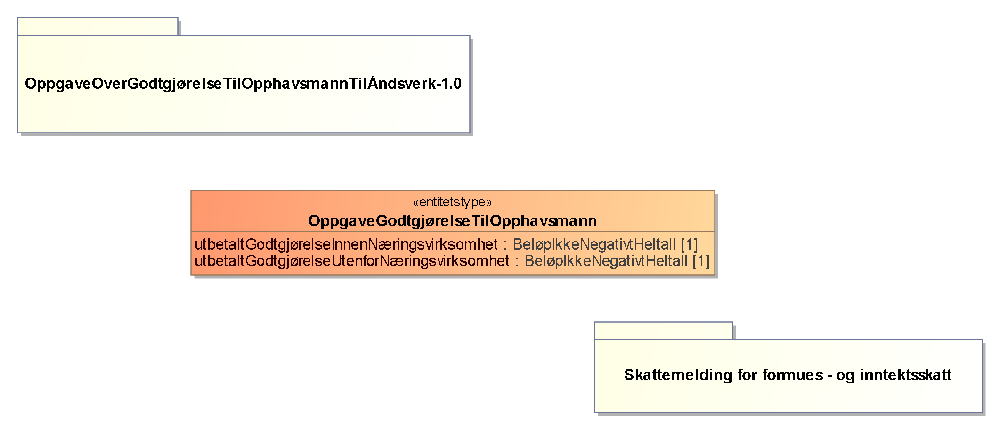 OppgaveOverGodtgjørelseTilOpphavsmannTilÅndsverk-1.0
«entitetstype»
OppgaveGodtgjørelseTilOpphavsmann
utbetaltGodtgjørelseInnenNæringsvirksomhet : BeløpIkkeNegativtHeltall [1]
utbetaltGodtgjørelseUtenforNæringsvirksomhet : BeløpIkkeNegativtHeltall [1]
Skattemelding for formues - og inntektsskatt